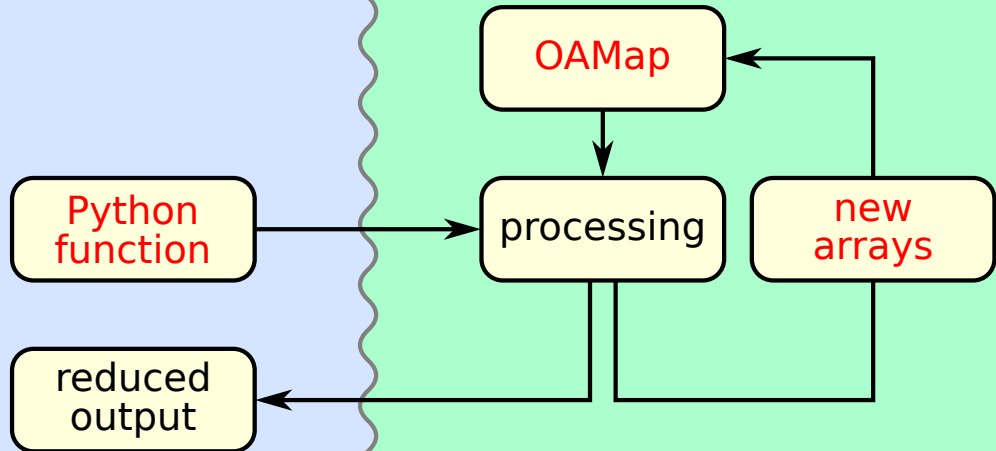 OAMap
Python
function
processing
new
arrays
reduced
output